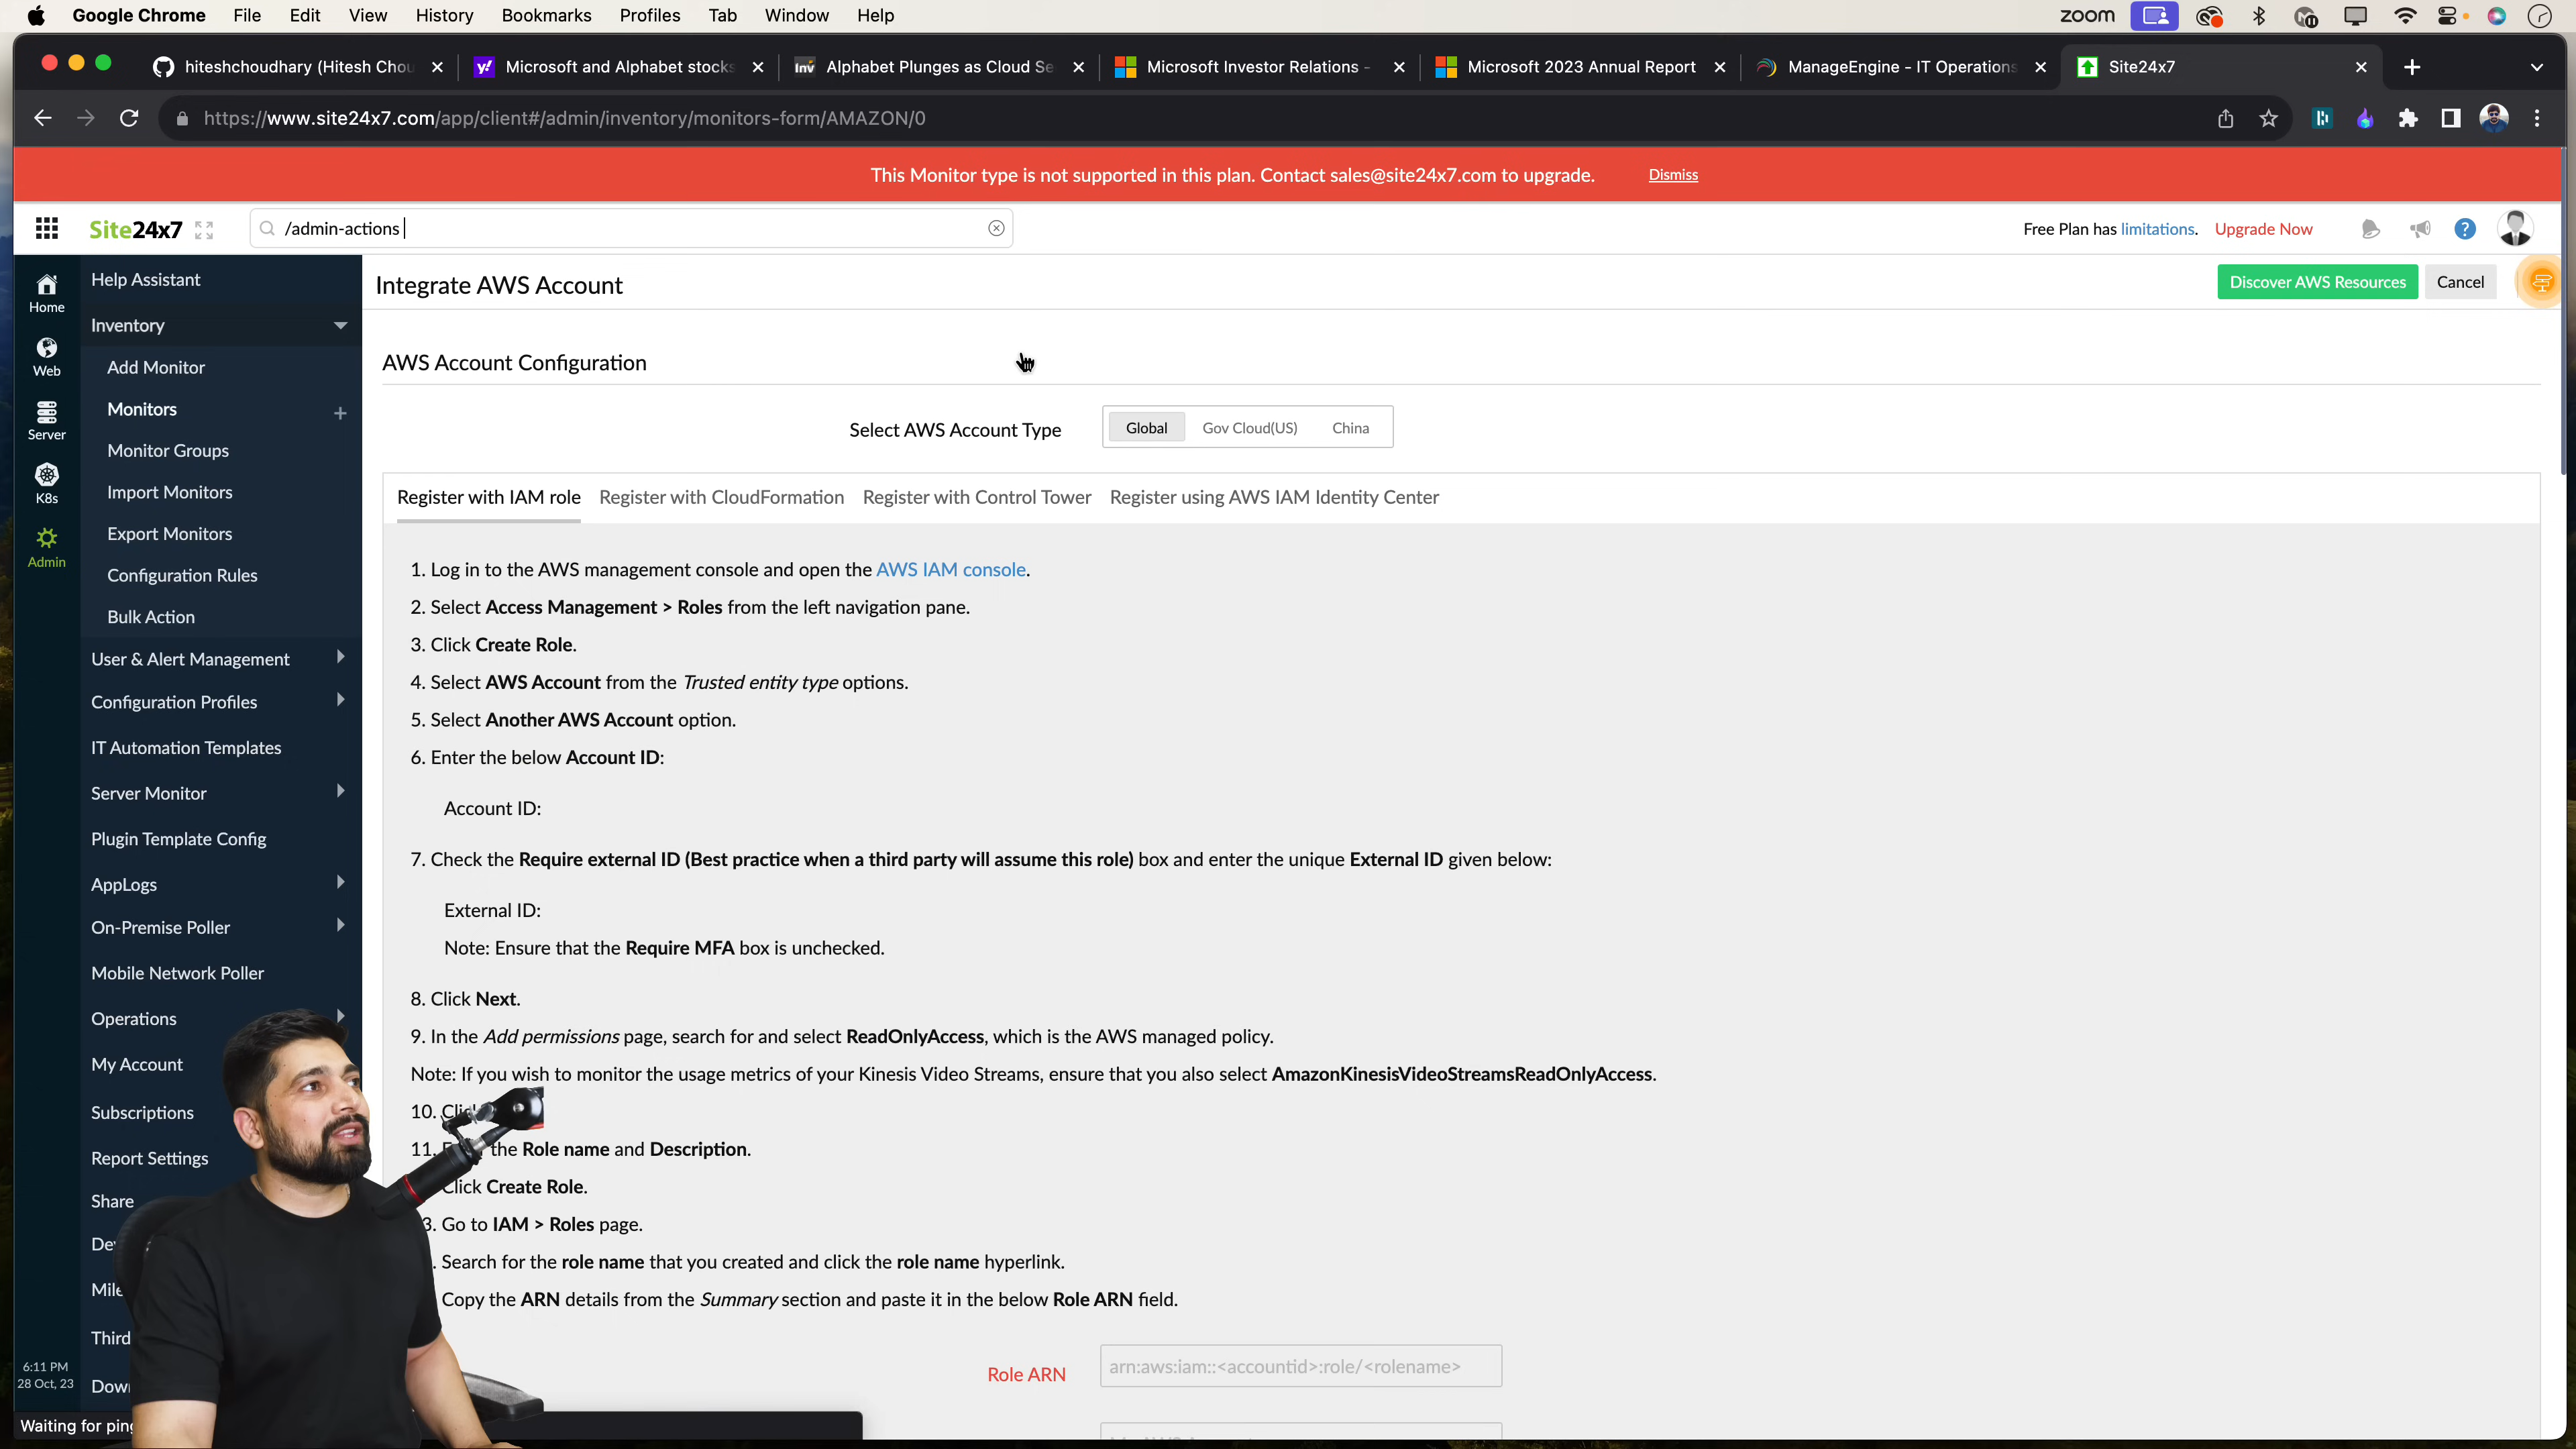 Google Chrome File Edit View History Bookmarks Profiles Tab Window Help zoom
hiteshchoudhary (Hitesh Chou Microsoft and Alphabet stocks Alphabet Plunges as Cloud Se Microsoft Investor Relations - Microsoft 2023 Annual Report ManageEngine - IT Operations Site24x7
https://www.site24x7.com/app/client#/admin/inventory/monitors-form/AMAZON/0
This Monitor type is not supported in this plan. Contact sales@site24x7.com to upgrade. Dismiss
Site24x7 /admin-actions Free Plan has limitations. Upgrade Now
Home
Web
Server
K8s
Admin
6:11 PM
28 Oct, 23
Help Assistant
Inventory
Add Monitor
Monitors
Monitor Groups
Import Monitors
Export Monitors
Configuration Rules
Bulk Action
User & Alert Management
Configuration Profiles
IT Automation Templates
Server Monitor
Plugin Template Config
AppLogs
On-Premise Poller
Mobile Network Poller
Operations
My Account
Subscriptions
Report Settings
Share
Third
Integrate AWS Account Discover AWS Resources Cancel
AWS Account Configuration
Select AWS Account Type Global Gov Cloud(US) China
Register with IAM role Register with CloudFormation Register with Control Tower Register using AWS IAM Identity Center
1. Log in to the AWS management console and open the AWS IAM console.
2. Select Access Management > Roles from the left navigation pane.
3. Click Create Role.
4. Select AWS Account from the Trusted entity type options.
5. Select Another AWS Account option.
6. Enter the below Account ID:
Account ID:
7. Check the Require external ID (Best practice when a third party will assume this role) box and enter the unique External ID given below:
External ID:
Note: Ensure that the Require MFA box is unchecked.
8. Click Next.
9. In the Add permissions page, search for and select ReadOnlyAccess, which is the AWS managed policy.
Note: If you wish to monitor the usage metrics of your Kinesis Video Streams, ensure that you also select AmazonKinesisVideoStreamsReadOnlyAccess.
10.
11. the Role name and Description.
Click Create Role.
3. Go to IAM > Roles page.
. Search for the role name that you created and click the role name hyperlink.
Copy the ARN details from the Summary section and paste it in the below Role ARN field.
Role ARN arn:aws:iam::<accountid>:role/<rolename>
Waiting for ping